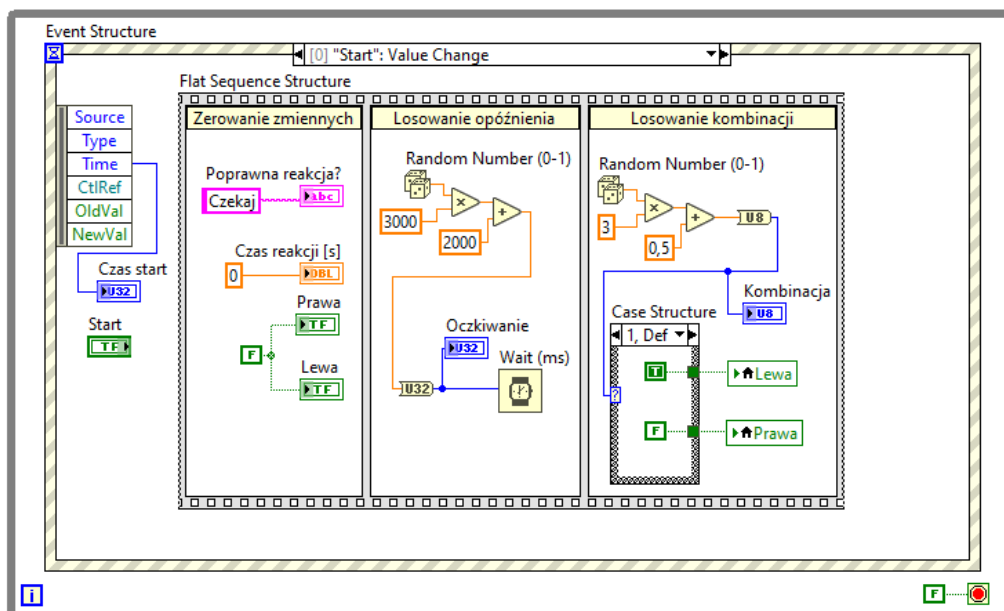 Event Structure
[0] "Start": Value Change
Flat Sequence Structure
Source
Type
Time
CtlRef
OldVal
NewVal
Czas start
U32
Start
TF
Zerowanie zmiennych
Poprawna reakcja?
Czekaj
Abc
Czas reakcji [s]
0
DBL
Prawa
TF
F
Lewa
TF
Losowanie opóźnienia
Random Number (0-1)
3000
x
+
2000
Oczkiwanie
U32
Wait (ms)
U32
Losowanie kombinacji
Random Number (0-1)
3
x
+
0,5
U8
Kombinacja
U8
Case Structure
1, Def
?
T
Lewa
F
Prawa
i
F